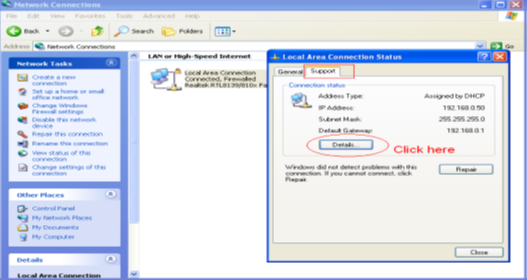 Network Connections
File Edit View Favorites Tools Advanced Help
Back Search Folders
Address Network Connections Go
Network Tasks
Create a new connection
Set up a home or small office network
Change Windows Firewall settings
Disable this network device
Repair this connection
Rename this connection
View status of this connection
Change settings of this connection
Other Places
Control Panel
My Network Places
My Documents
My Computer
Details
Local Area Connection
LAN or High-Speed Internet
Local Area Connection
Connected, Firewalled
Realtek RTL8139/810x Fa
Local Area Connection Status
General Support
Connection status
Address Type: Assigned by DHCP
IP Address: 192.168.0.50
Subnet Mask: 255.255.255.0
Default Gateway: 192.168.0.1
Details...
Click here
Windows did not detect problems with this
connection. If you cannot connect, click
Repair.
Repair
Close